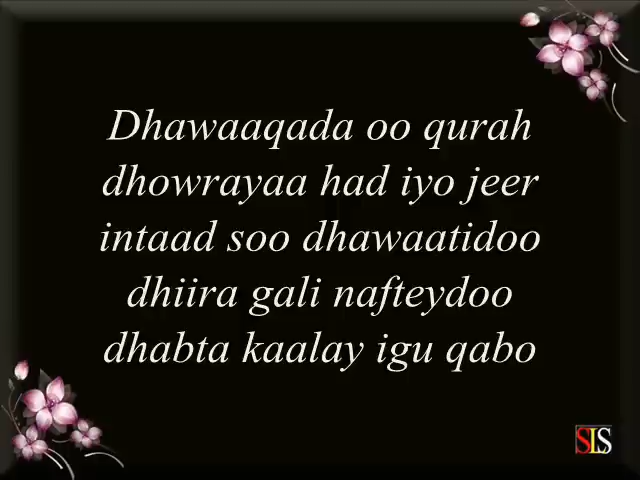 Dhawaaqada oo qurah
dhowrayaa had iyo jeer
intaad soo dhawaatidoo
dhiira gali nafteydoo
dhabta kaalay igu qabo
SLS